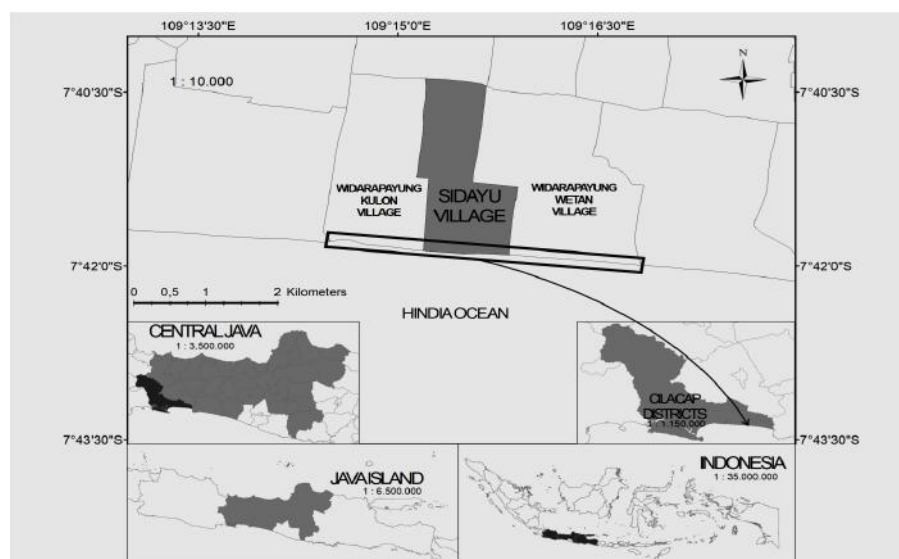 109°13'30"E 109°15'0"E 109°16'30"E
1 : 10.000
N
7°40'30"S 7°40'30"S
WIDARAPAYUNG
KULON
VILLAGE
SIDAYU
VILLAGE
WIDARAPAYUNG
WETAN
VILLAGE
7°42'0"S 7°42'0"S
0 0,5 1 2 Kilometers
HINDIA OCEAN
CENTRAL JAVA
1 : 3.500.000
CILACAP
DISTRICTS
1 : 1.150.000
7°43'30"S 7°43'30"S
JAVA ISLAND
1 : 6.500.000
INDONESIA
1 : 35.000.000